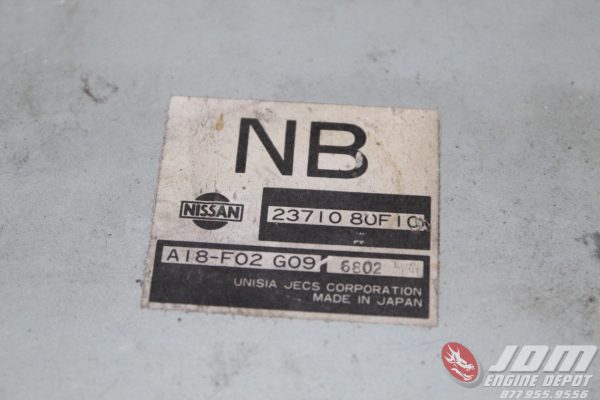 NB
NISSAN
23710 80F10
A18-F02 G09 6802
UNISIA JECS CORPORATION
MADE IN JAPAN
JDM
ENGINE DEPOT
877.955.9556